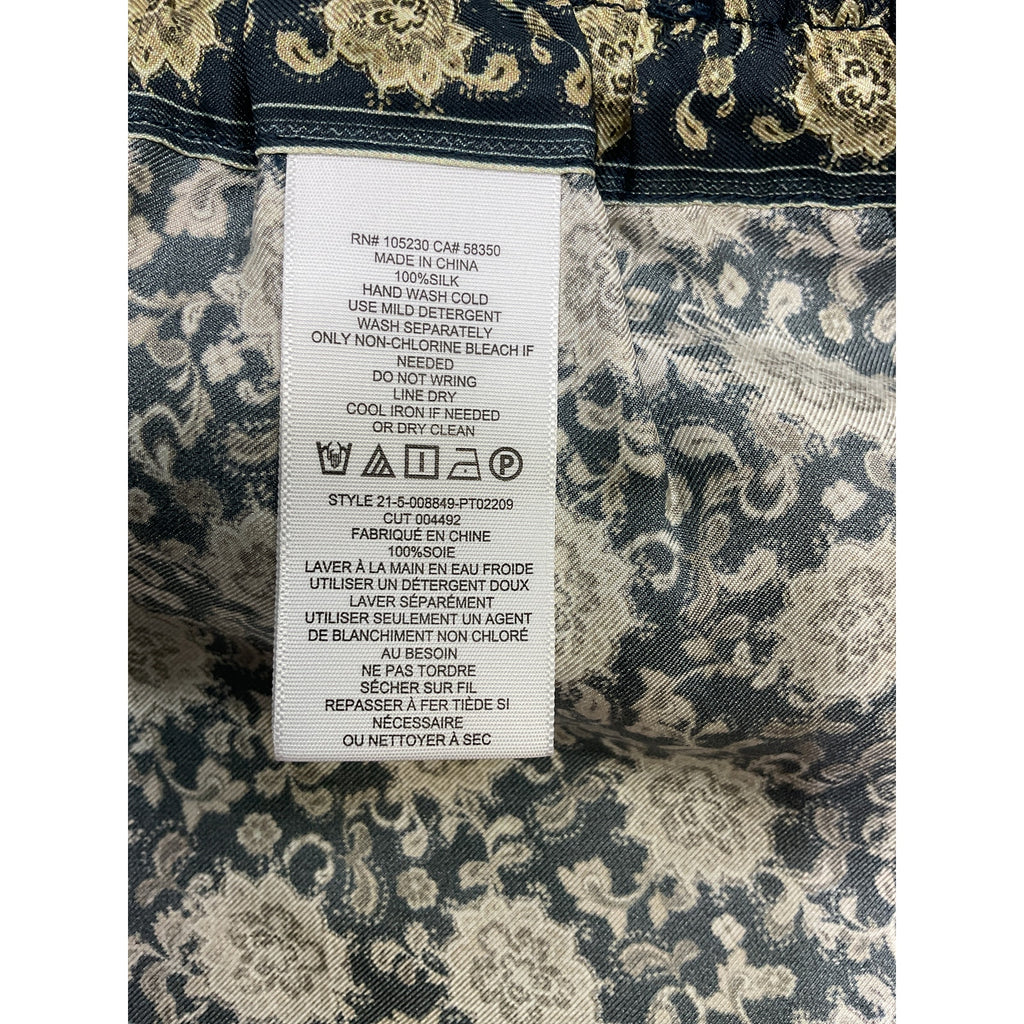 RN# 105230 CA# 58350
MADE IN CHINA
100%SILK
HAND WASH COLD
USE MILD DETERGENT
WASH SEPARATELY
ONLY NON-CHLORINE BLEACH IF
NEEDED
DO NOT WRING
LINE DRY
COOL IRON IF NEEDED
OR DRY CLEAN
P
STYLE 21-5-008849-PT02209
CUT 004492
FABRIQUÉ EN CHINE
100%SOIE
LAVER À LA MAIN EN EAU FROIDE
UTILISER UN DÉTERGENT DOUX
LAVER SÉPARÉMENT
UTILISER SEULEMENT UN AGENT
DE BLANCHIMENT NON CHLORÉ
AU BESOIN
NE PAS TORDRE
SÉCHER SUR FIL
REPASSER À FER TIÈDE SI
NÉCESSAIRE
OU NETTOYER À SEC